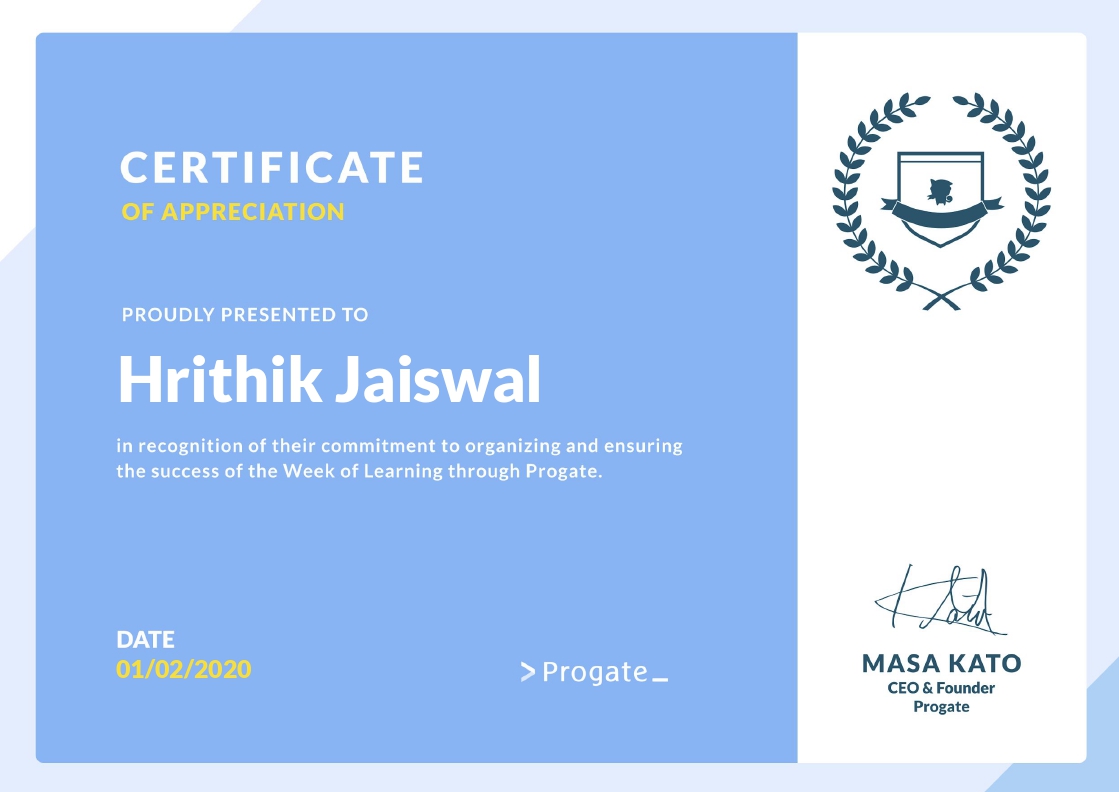 CERTIFICATE
OF APPRECIATION
PROUDLY PRESENTED TO
Hrithik Jaiswal
in recognition of their commitment to organizing and ensuring
the success of the Week of Learning through Progate.
DATE
01/02/2020
>Progate_
MASA KATO
CEO & Founder
Progate